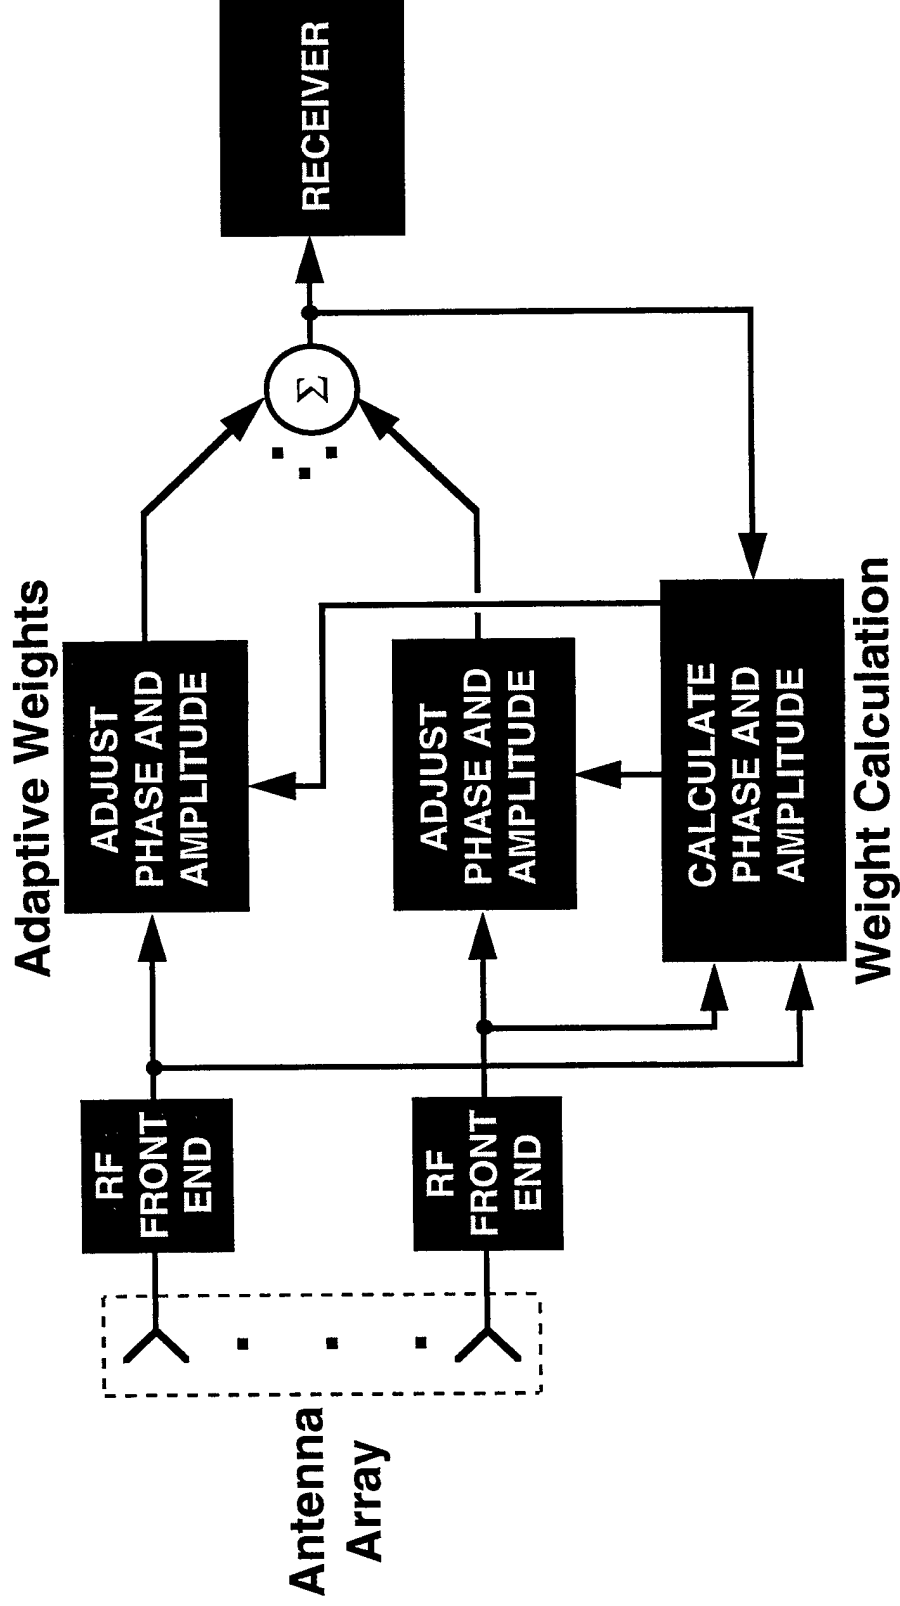 Antenna
Array
RF
FRONT
END
RF
FRONT
END
Adaptive Weights
ADJUST
PHASE AND
AMPLITUDE
ADJUST
PHASE AND
AMPLITUDE
CALCULATE
PHASE AND
AMPLITUDE
Weight Calculation
Σ
RECEIVER